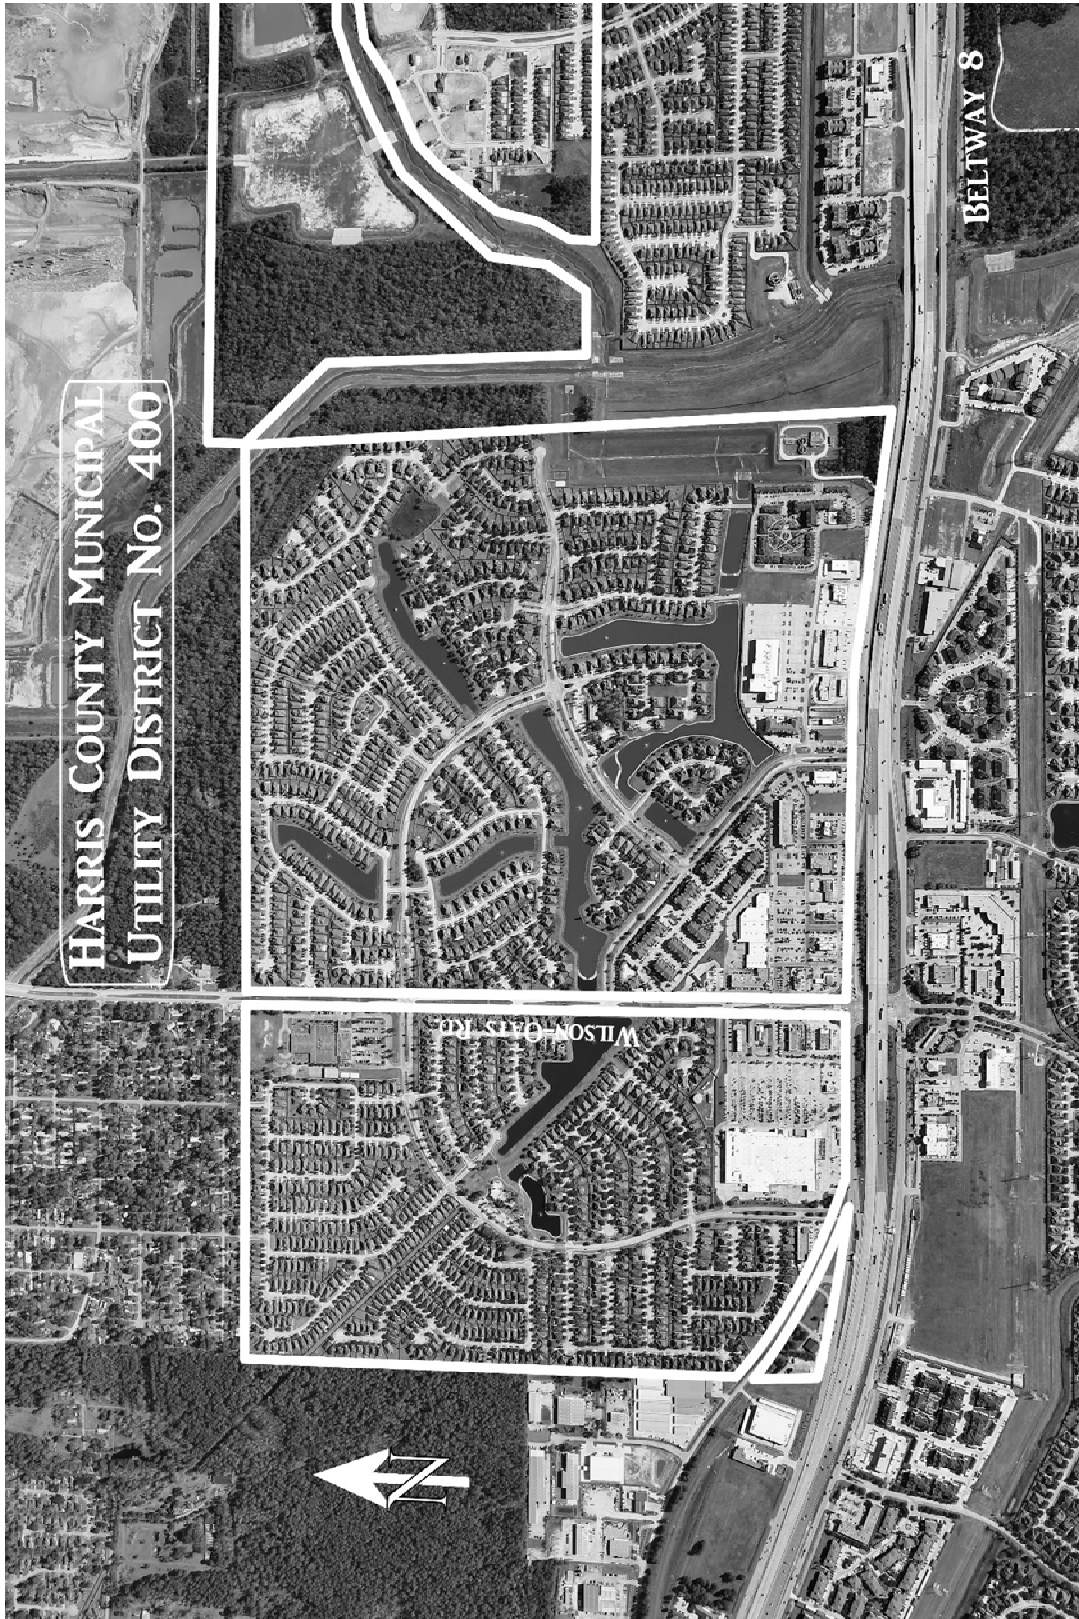 HARRIS COUNTY MUNICIPAL
UTILITY DISTRICT NO. 400
BELTWAY 8
WILSON-OATS RD.
N